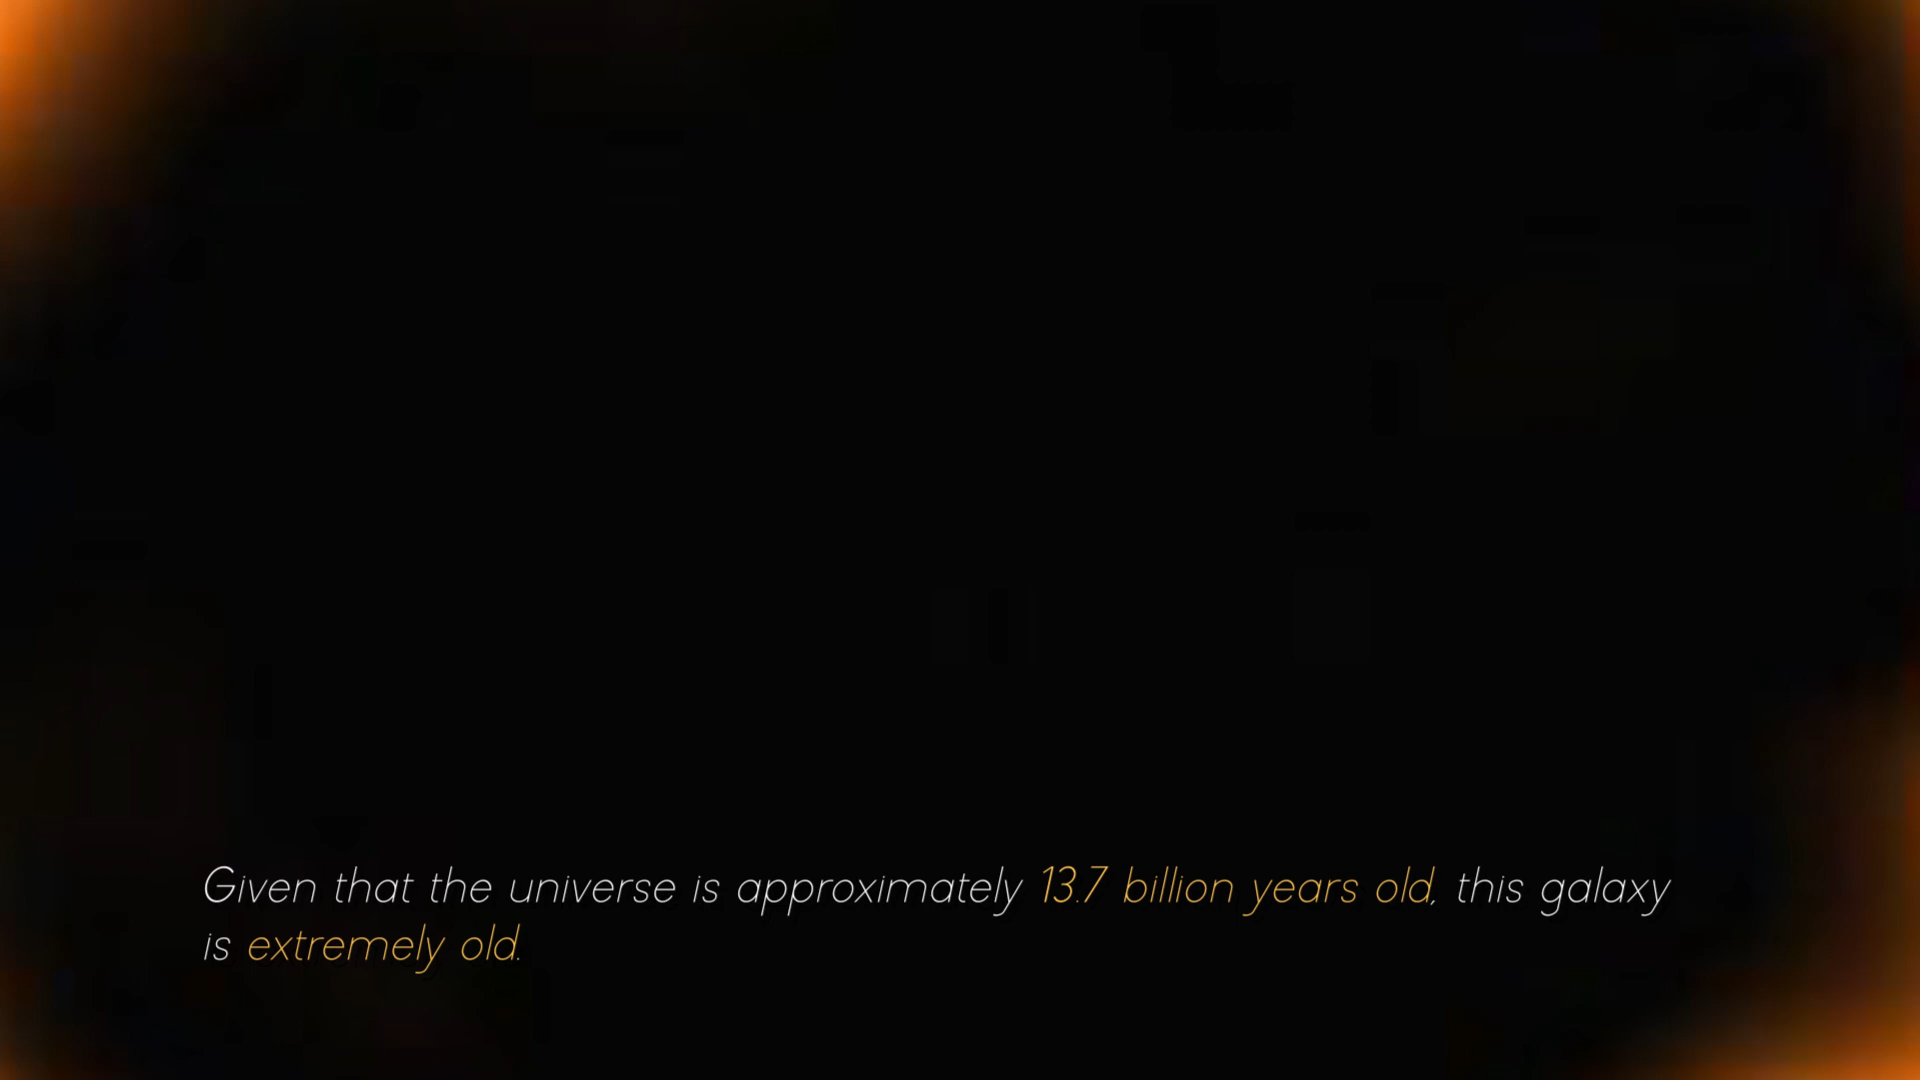 Given that the universe is approximately 13.7 billion years old, this galaxy
is extremely old.